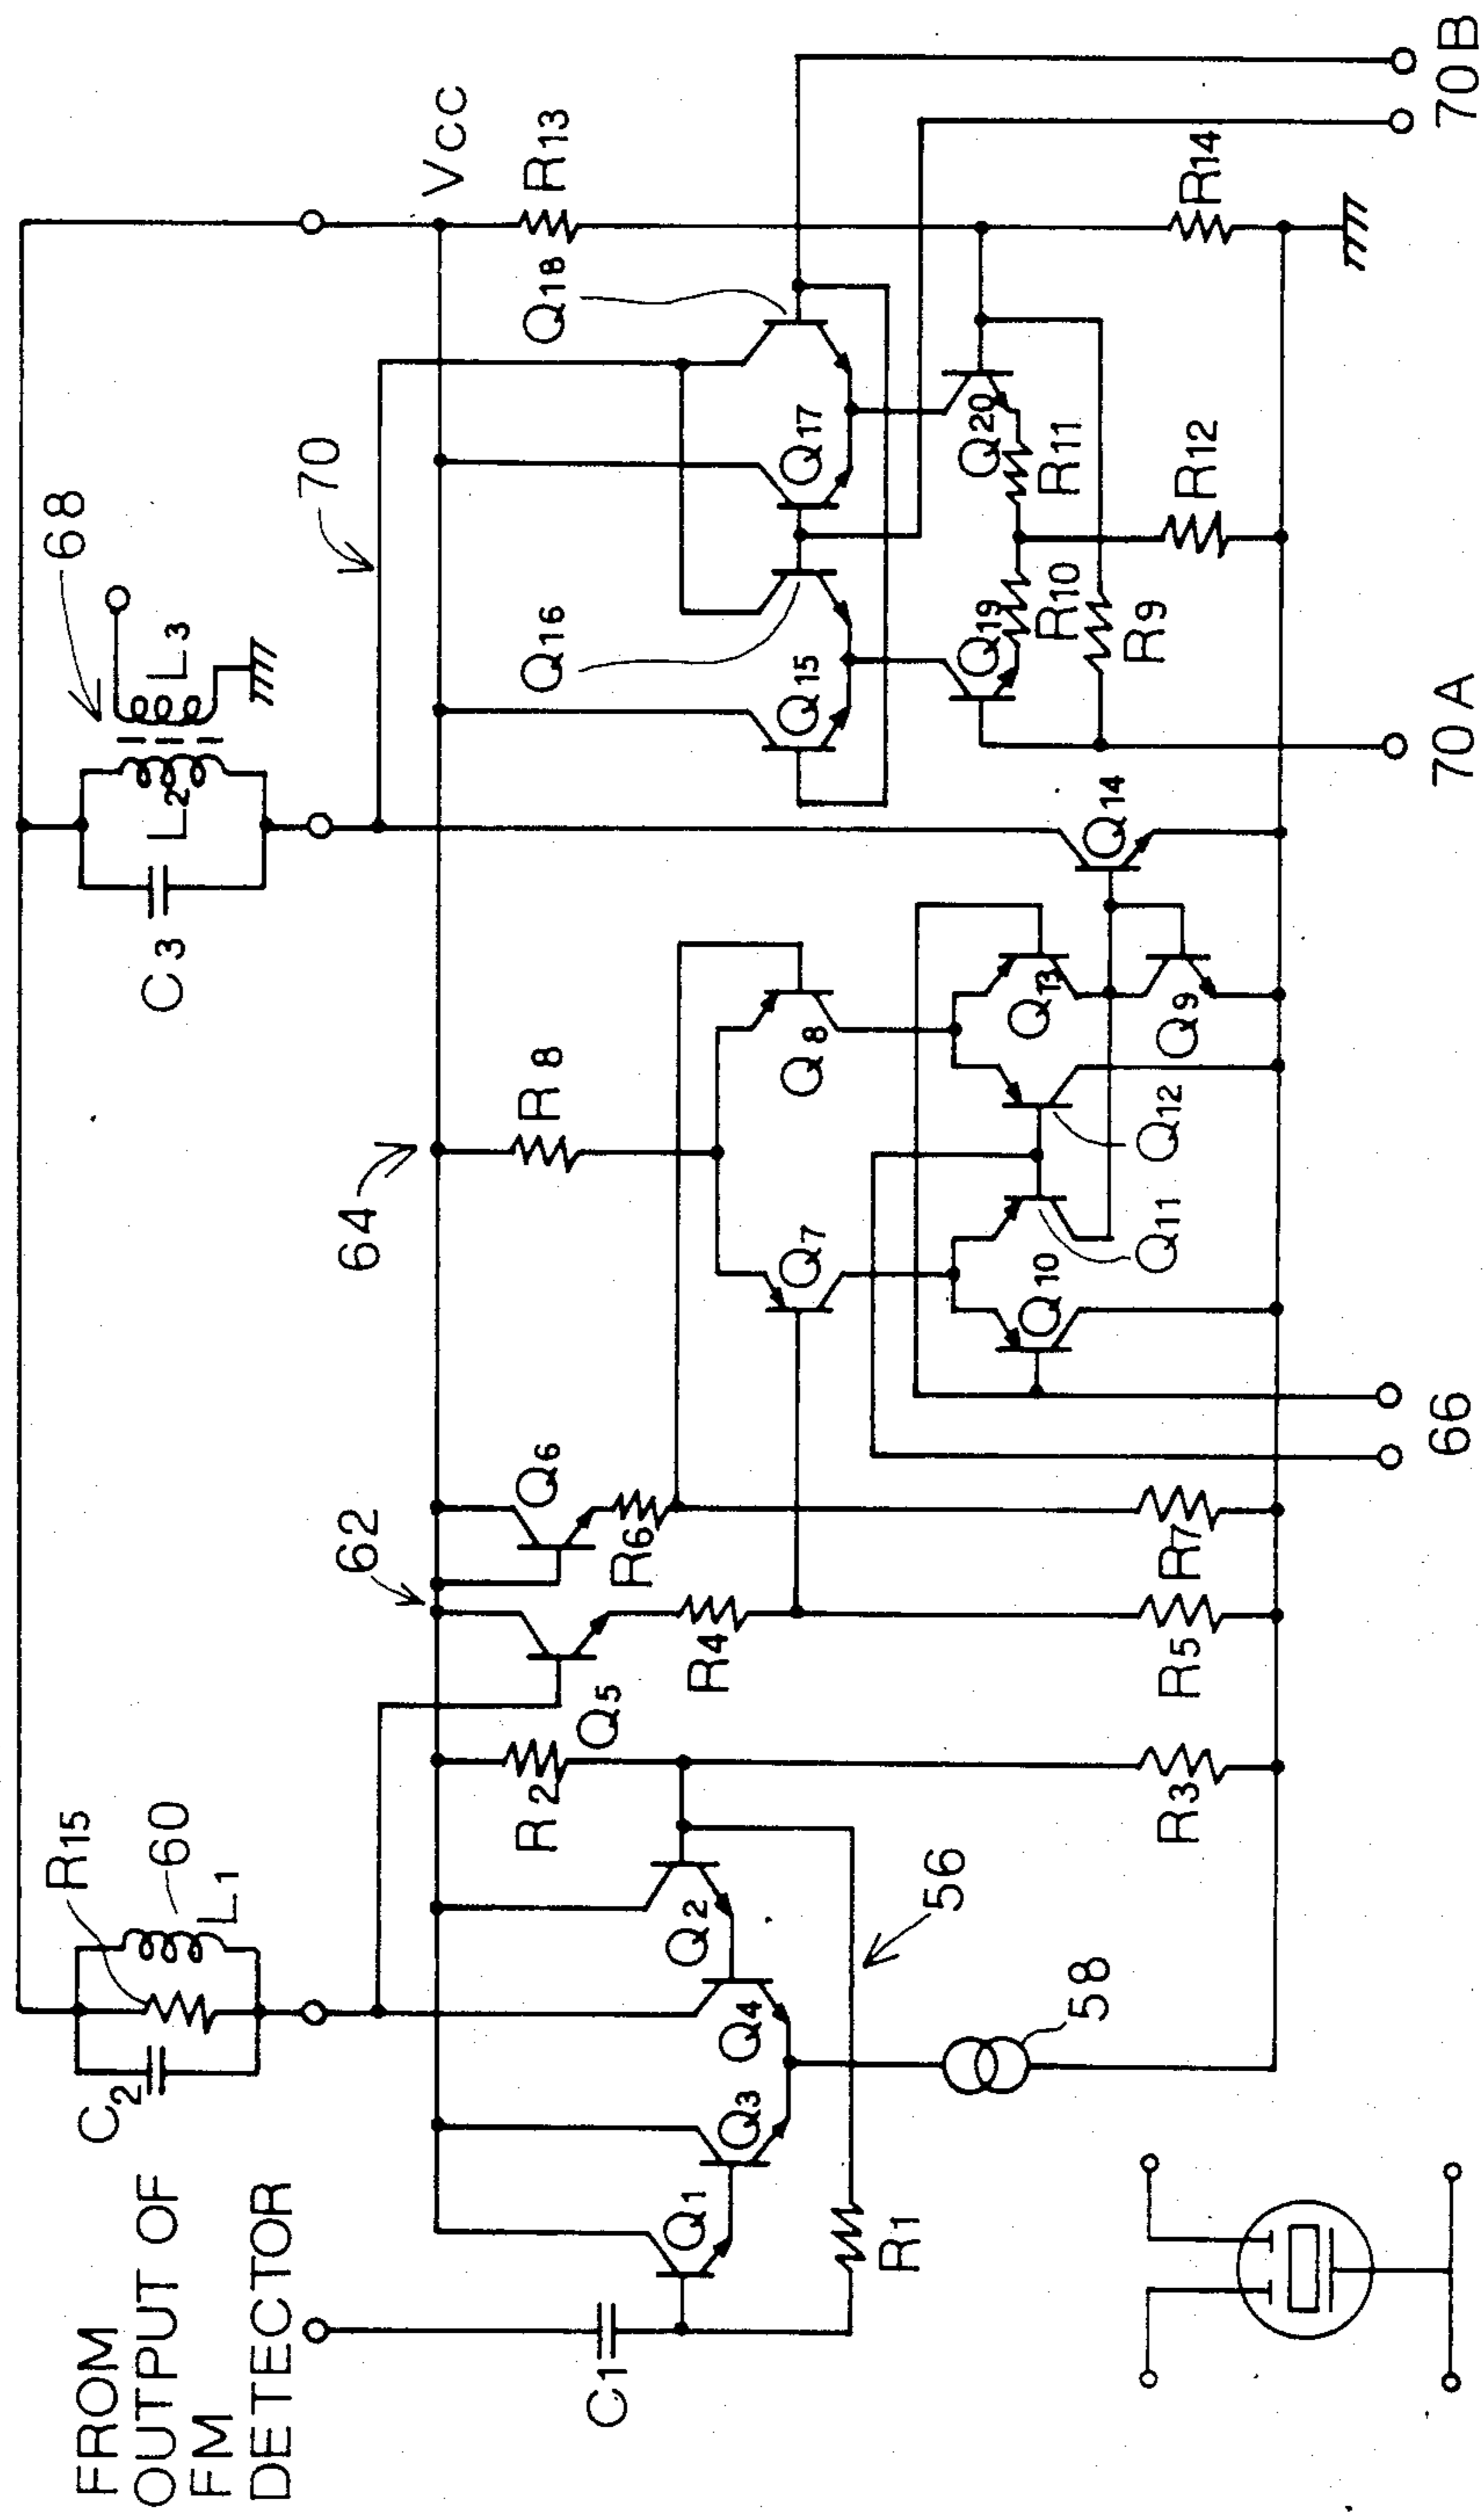 FROM
OUTPUT OF
FM
DETECTOR
C2
R15
60
L1
C3
L2
L3
68
62
64
70
Vcc
C1
Q1
Q3
Q4
Q2
R2
Q5
R4
Q6
R6
R8
Q7
Q8
Q16
Q15
Q17
Q18
R13
R1
56
58
R3
R5
R7
Q10
Q11
Q12
Q13
Q9
Q14
Q19
R10
R9
Q20
R11
R12
R14
66
70A
70B